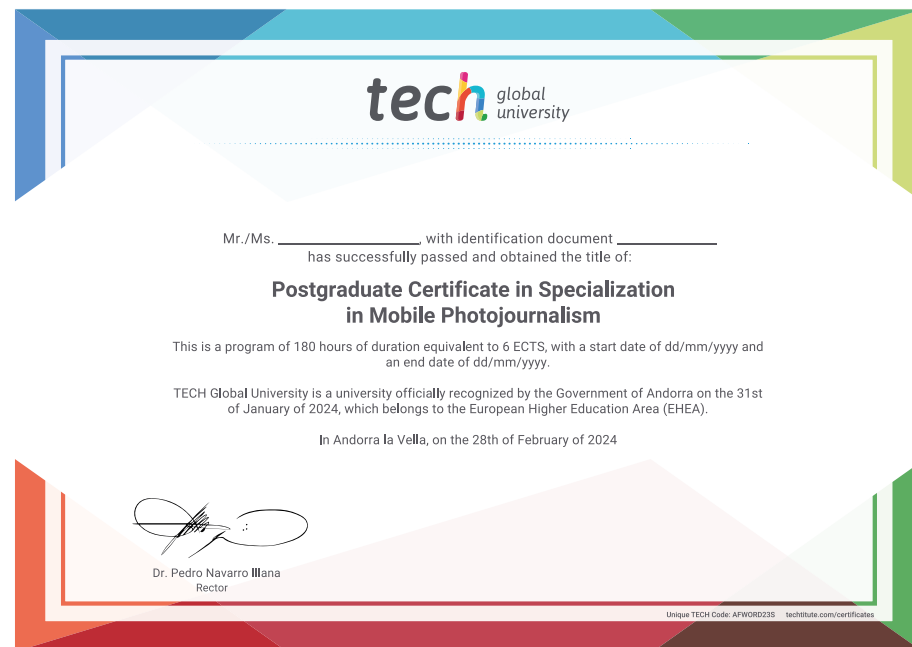 tech global university
Mr./Ms. ____________________, with identification document ______________
has successfully passed and obtained the title of:
Postgraduate Certificate in Specialization
in Mobile Photojournalism
This is a program of 180 hours of duration equivalent to 6 ECTS, with a start date of dd/mm/yyyy and
an end date of dd/mm/yyyy.
TECH Global University is a university officially recognized by the Government of Andorra on the 31st
of January of 2024, which belongs to the European Higher Education Area (EHEA).
In Andorra la Vella, on the 28th of February of 2024
Dr. Pedro Navarro Illana
Rector
Unique TECH Code: AFWORD23S techtitute.com/certificates